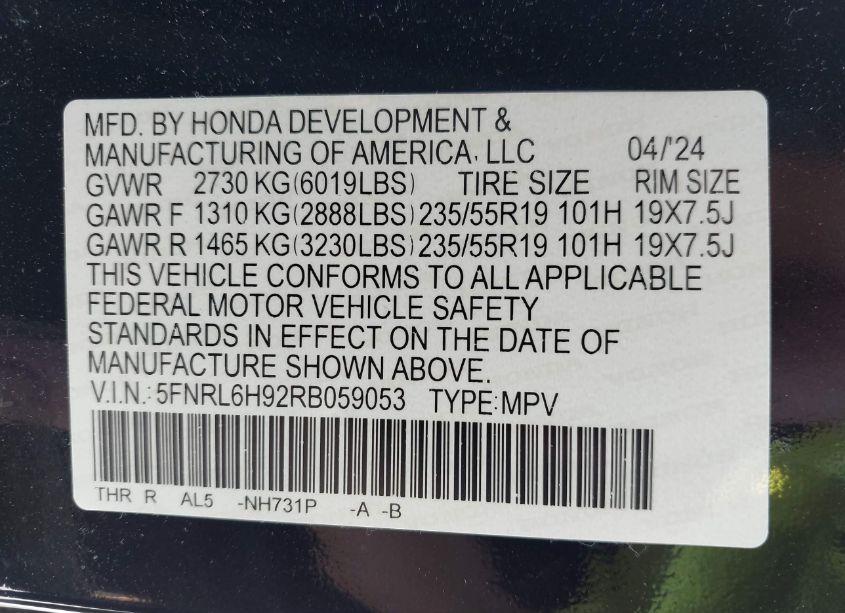 MFD. BY HONDA DEVELOPMENT &
MANUFACTURING OF AMERICA, LLC 04/'24
GVWR 2730 KG(6019LBS) TIRE SIZE RIM SIZE
GAWR F 1310 KG(2888LBS) 235/55R19 101H 19X7.5J
GAWR R 1465 KG(3230LBS) 235/55R19 101H 19X7.5J
THIS VEHICLE CONFORMS TO ALL APPLICABLE
FEDERAL MOTOR VEHICLE SAFETY
STANDARDS IN EFFECT ON THE DATE OF
MANUFACTURE SHOWN ABOVE.
V.I.N.: 5FNRL6H92RB059053 TYPE:MPV
THR R AL5 -NH731P -A -B